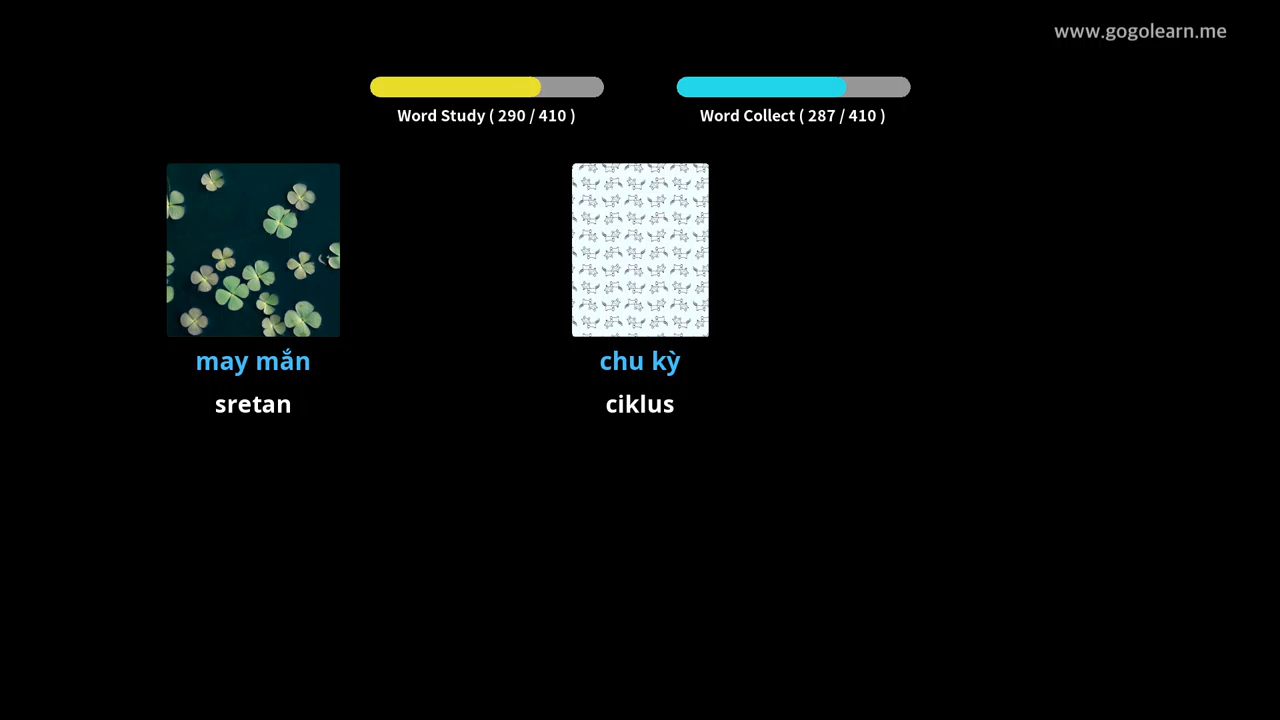 www.gogolearn.me
Word Study ( 290 / 410 )
Word Collect ( 287 / 410 )
may mắn
chu kỳ
sretan
ciklus